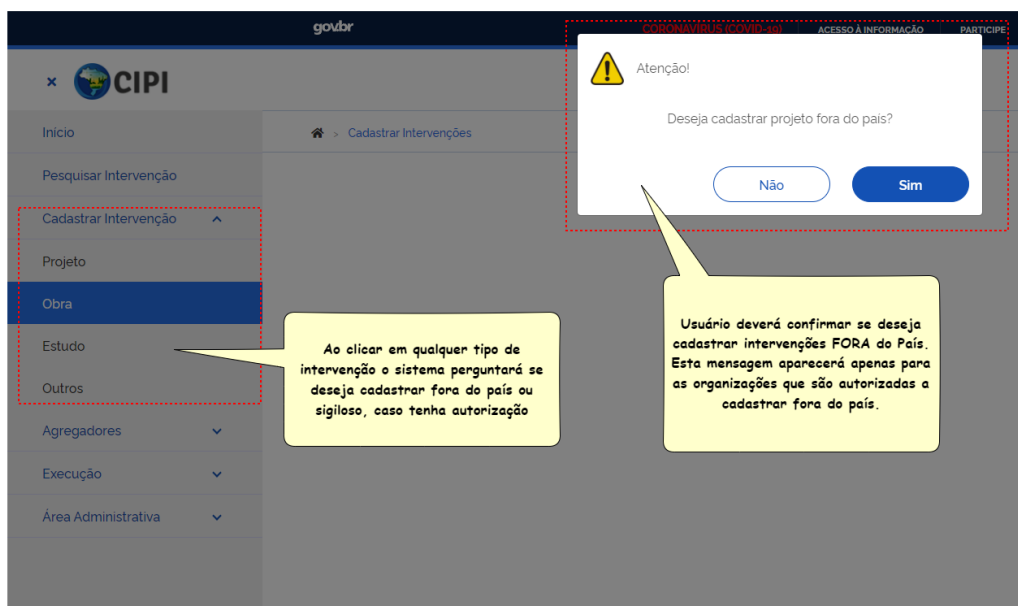 gov.br
CORONAVÍRUS (COVID-19)
ACESSO À INFORMAÇÃO
PARTICIPE
Atenção!
Deseja cadastrar projeto fora do país?
Não
Sim
× CIPI
Início
Cadastrar Intervenções
Pesquisar Intervenção
Cadastrar Intervenção
Projeto
Obra
Estudo
Outros
Agregadores
Execução
Área Administrativa
Ao clicar em qualquer tipo de
intervenção o sistema perguntará se
deseja cadastrar fora do país ou
sigiloso, caso tenha autorização
Usuário deverá confirmar se deseja
cadastrar intervenções FORA do País.
Esta mensagem aparecerá apenas para
as organizações que são autorizadas a
cadastrar fora do país.